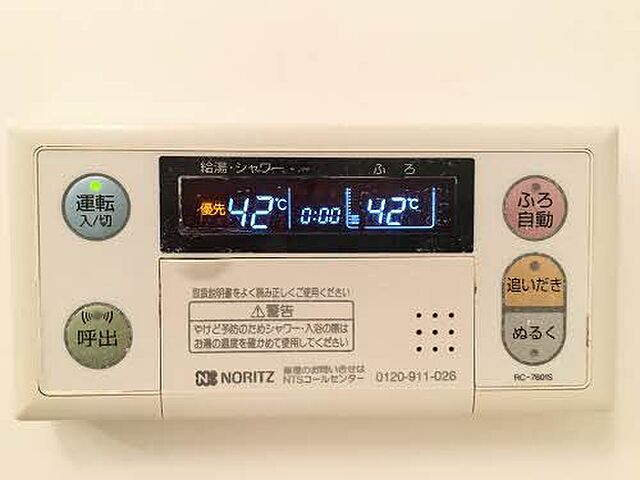 給湯・シャワー
ふろ
運転
入/切
優先 42℃ 0:00 42℃
ふろ
自動
呼出
取扱説明書をよく読み正しくご使用ください
⚠警告
やけど予防のためシャワー・入浴の際は
お湯の温度を確かめて使用してください
追いだき
ぬるく
NORITZ
修理のお問い合せは
NTSコールセンター 0120-911-026
RC-7601S